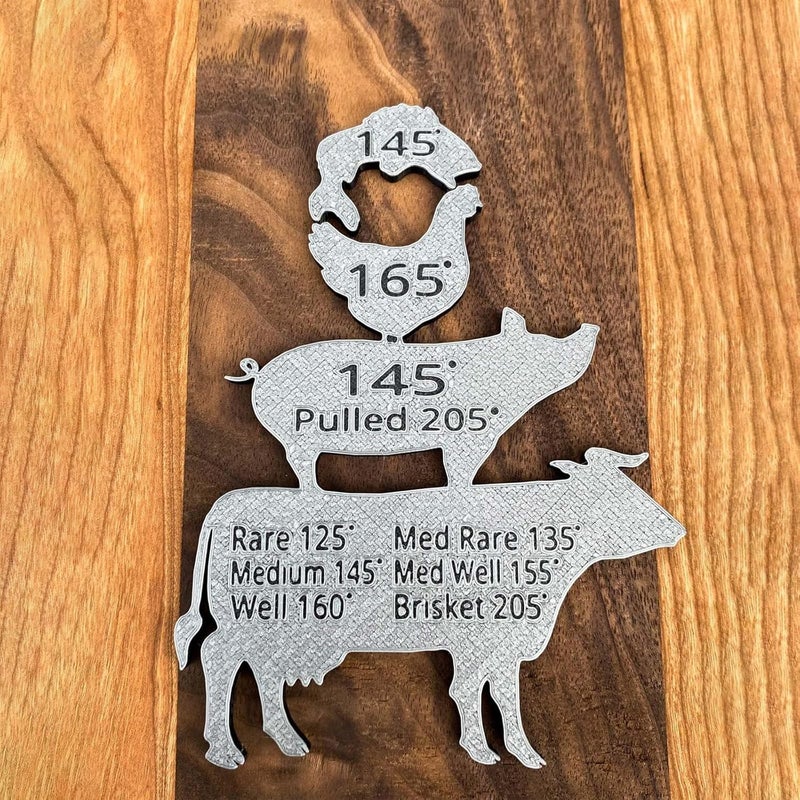 145°
165°
145°
Pulled 205°
Rare 125° Med Rare 135°
Medium 145° Med Well 155°
Well 160° Brisket 205°